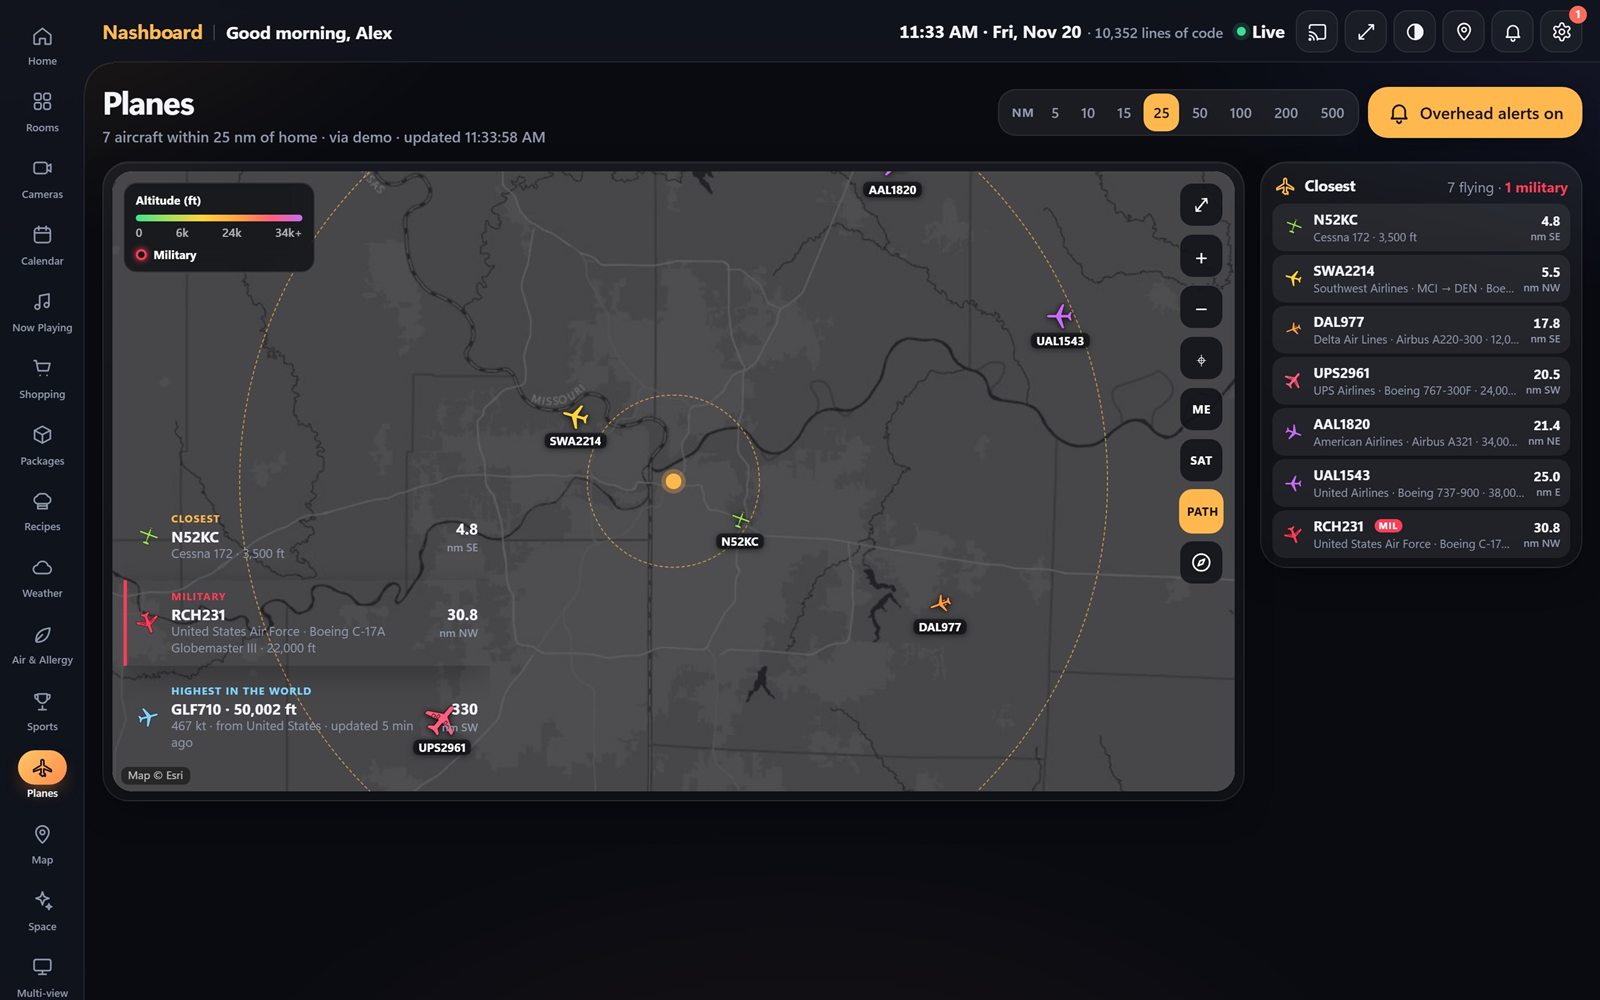 Nashboard
Good morning, Alex
11:33 AM · Fri, Nov 20 · 10,352 lines of code
Live
1
Home
Rooms
Cameras
Calendar
Now Playing
Shopping
Packages
Recipes
Weather
Air & Allergy
Sports
Planes
Map
Space
Multi-view
Planes
7 aircraft within 25 nm of home · via demo · updated 11:33:58 AM
NM 5 10 15 25 50 100 200 500
Overhead alerts on
Altitude (ft)
0 6k 24k 34k+
Military
AAL1820
UAL1543
MISSOURI
SWA2214
N52KC
DAL977
UPS2961
+
−
ME
SAT
PATH
CLOSEST
N52KC
Cessna 172 · 3,500 ft
4.8
nm SE
MILITARY
RCH231
United States Air Force · Boeing C-17A
Globemaster III · 22,000 ft
30.8
nm NW
HIGHEST IN THE WORLD
GLF710 · 50,002 ft
467 kt · from United States · updated 5 min
ago
330
nm SW
Map © Esri
Closest
7 flying · 1 military
N52KC
Cessna 172 · 3,500 ft
4.8
nm SE
SWA2214
Southwest Airlines · MCI → DEN · Boe...
5.5
nm NW
DAL977
Delta Air Lines · Airbus A220-300 · 12,0...
17.8
nm SE
UPS2961
UPS Airlines · Boeing 767-300F · 24,00...
20.5
nm SW
AAL1820
American Airlines · Airbus A321 · 34,00...
21.4
nm NE
UAL1543
United Airlines · Boeing 737-900 · 38,00...
25.0
nm E
RCH231 MIL
United States Air Force · Boeing C-17...
30.8
nm NW